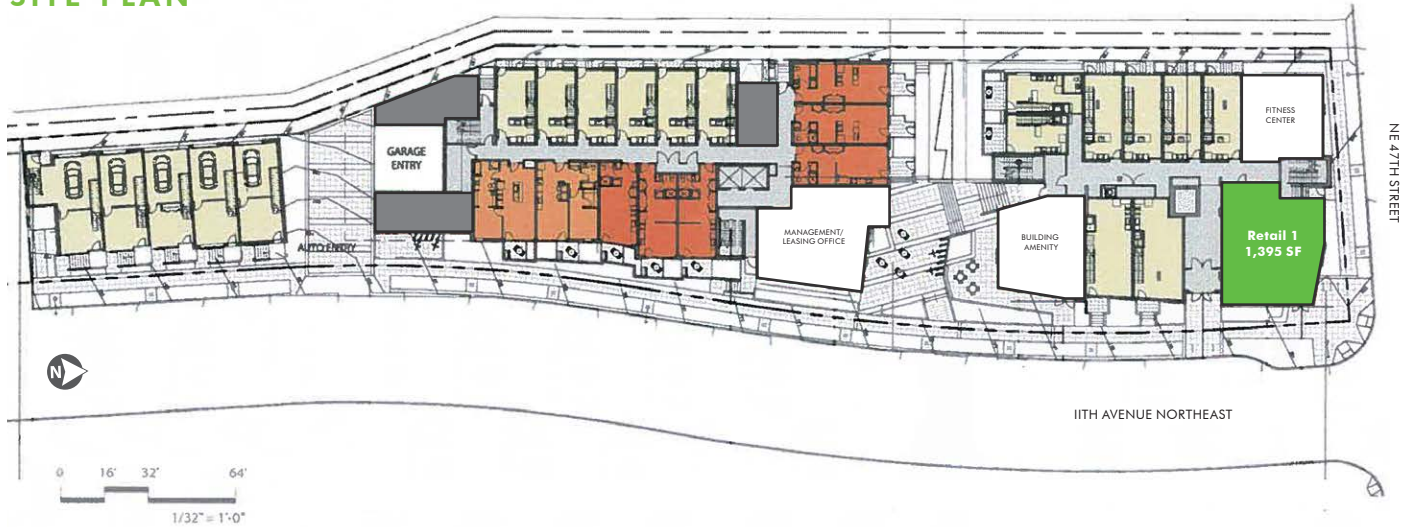 SITE PLAN
GARAGE
ENTRY
AUTO ENTRY
MANAGEMENT/
LEASING OFFICE
BUILDING
AMENITY
FITNESS
CENTER
Retail 1
1,395 SF
NE 47TH STREET
N
IITH AVENUE NORTHEAST
0 16' 32' 64'
1/32" = 1'-0"